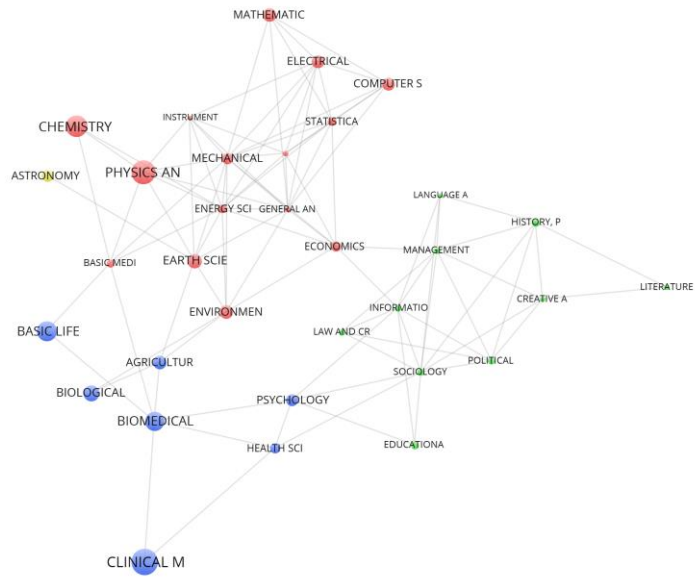 MATHEMATIC
ELECTRICAL
COMPUTER S
INSTRUMENT
STATISTICA
CHEMISTRY
MECHANICAL
ASTRONOMY
PHYSICS AN
LANGUAGE A
ENERGY SCI
GENERAL AN
HISTORY, P
ECONOMICS
MANAGEMENT
BASIC MEDI
EARTH SCIE
LITERATURE
CREATIVE A
ENVIRONMEN
INFORMATIO
BASIC LIFE
LAW AND CR
AGRICULTUR
POLITICAL
SOCIOLOGY
BIOLOGICAL
PSYCHOLOGY
BIOMEDICAL
HEALTH SCI
EDUCATIONA
CLINICAL M